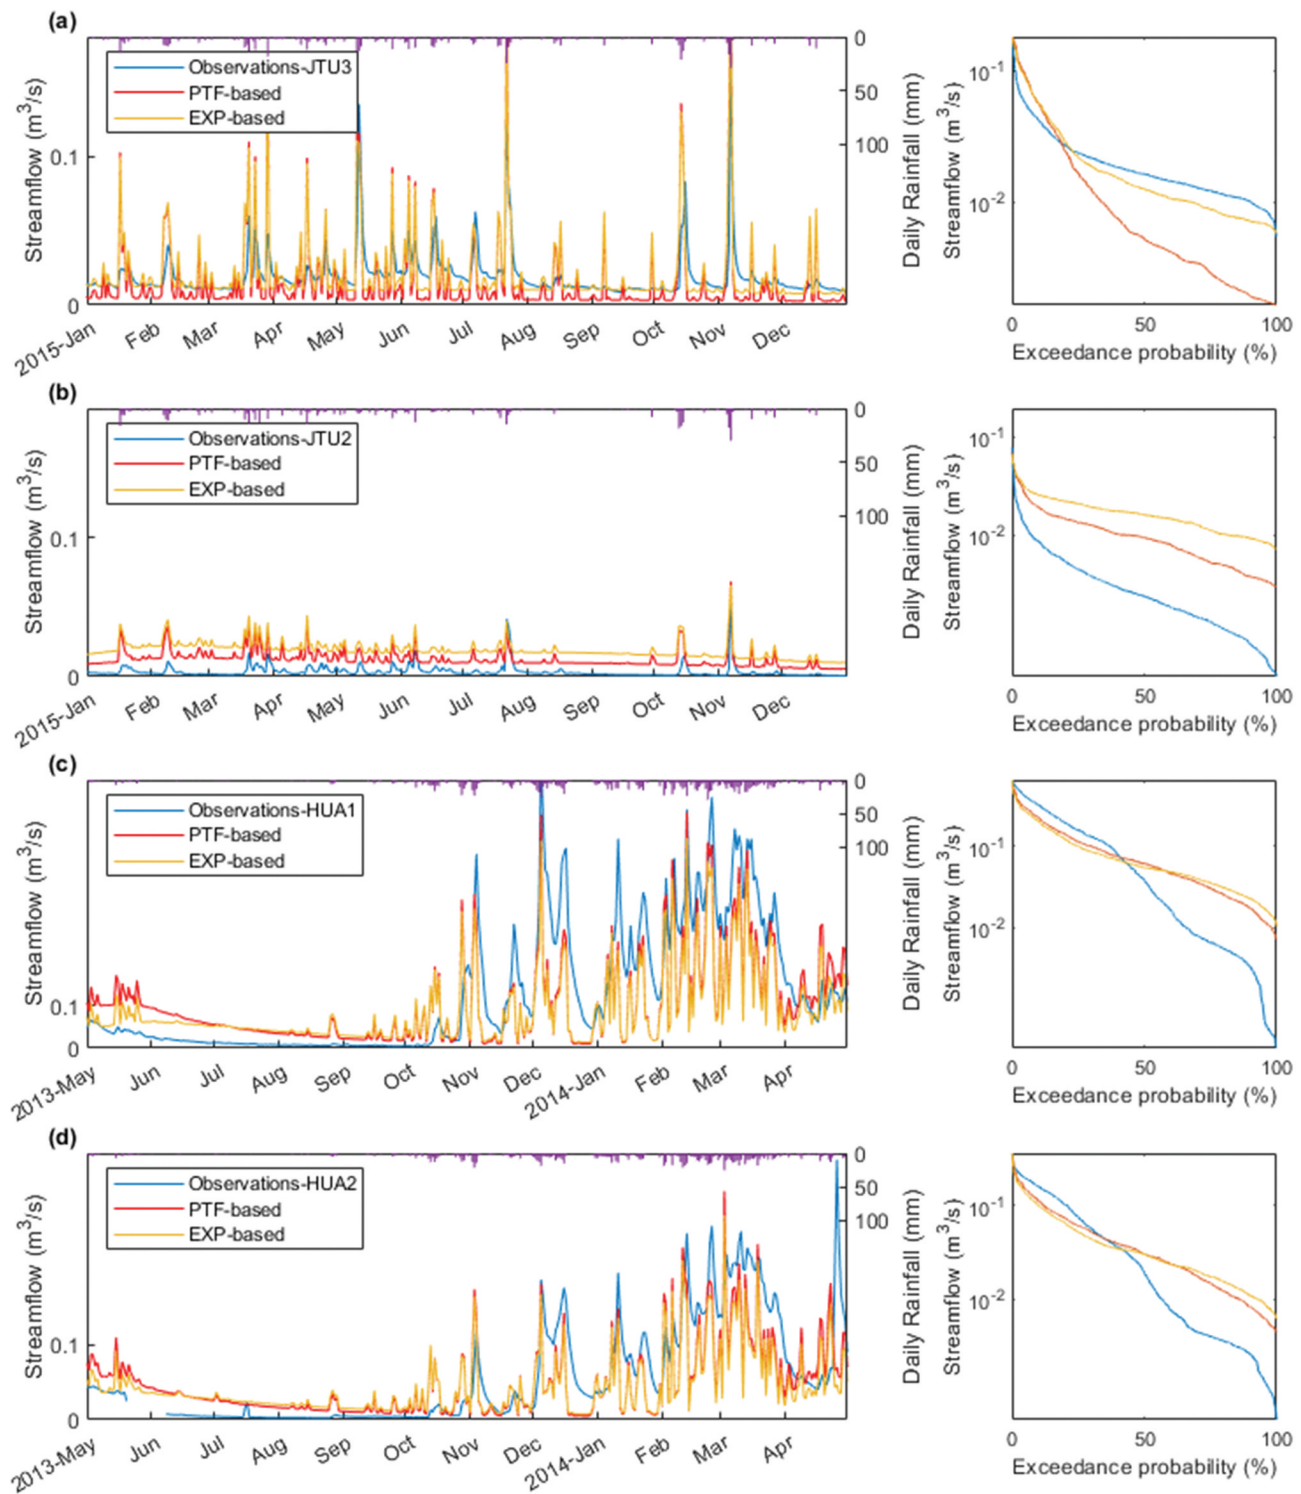 (a)
Streamflow (m³/s)
0.1
0
Observations-JTU3
PTF-based
EXP-based
0
50
100
Daily Rainfall (mm)
2015-Jan Feb Mar Apr May Jun Jul Aug Sep Oct Nov Dec
Streamflow (m³/s)
10⁻¹
10⁻²
0 50 100
Exceedance probability (%)
(b)
Streamflow (m³/s)
0.1
0
Observations-JTU2
PTF-based
EXP-based
0
50
100
Daily Rainfall (mm)
2015-Jan Feb Mar Apr May Jun Jul Aug Sep Oct Nov Dec
Streamflow (m³/s)
10⁻¹
10⁻²
0 50 100
Exceedance probability (%)
(c)
Streamflow (m³/s)
0.1
0
Observations-HUA1
PTF-based
EXP-based
0
50
100
Daily Rainfall (mm)
2013-May Jun Jul Aug Sep Oct Nov Dec 2014-Jan Feb Mar Apr
Streamflow (m³/s)
10⁻¹
10⁻²
0 50 100
Exceedance probability (%)
(d)
Streamflow (m³/s)
0.1
0
Observations-HUA2
PTF-based
EXP-based
0
50
100
Daily Rainfall (mm)
2013-May Jun Jul Aug Sep Oct Nov Dec 2014-Jan Feb Mar Apr
Streamflow (m³/s)
10⁻¹
10⁻²
0 50 100
Exceedance probability (%)